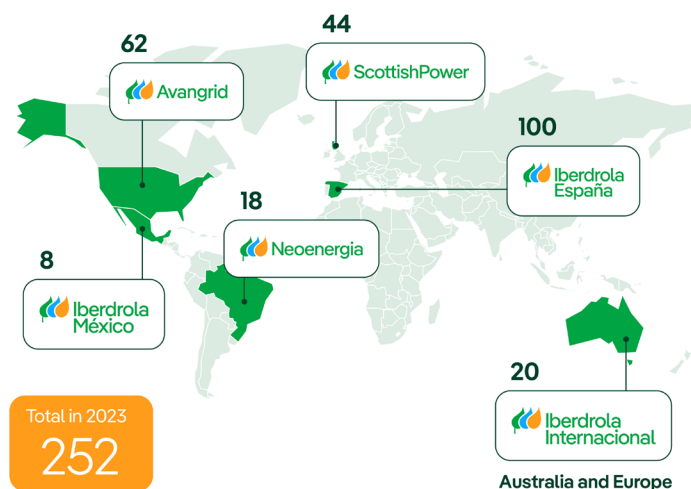 44
ScottishPower
62
Avangrid
100
Iberdrola
España
18
Neoenergia
8
Iberdrola
México
20
Iberdrola
Internacional
Australia and Europe
Total in 2023
252